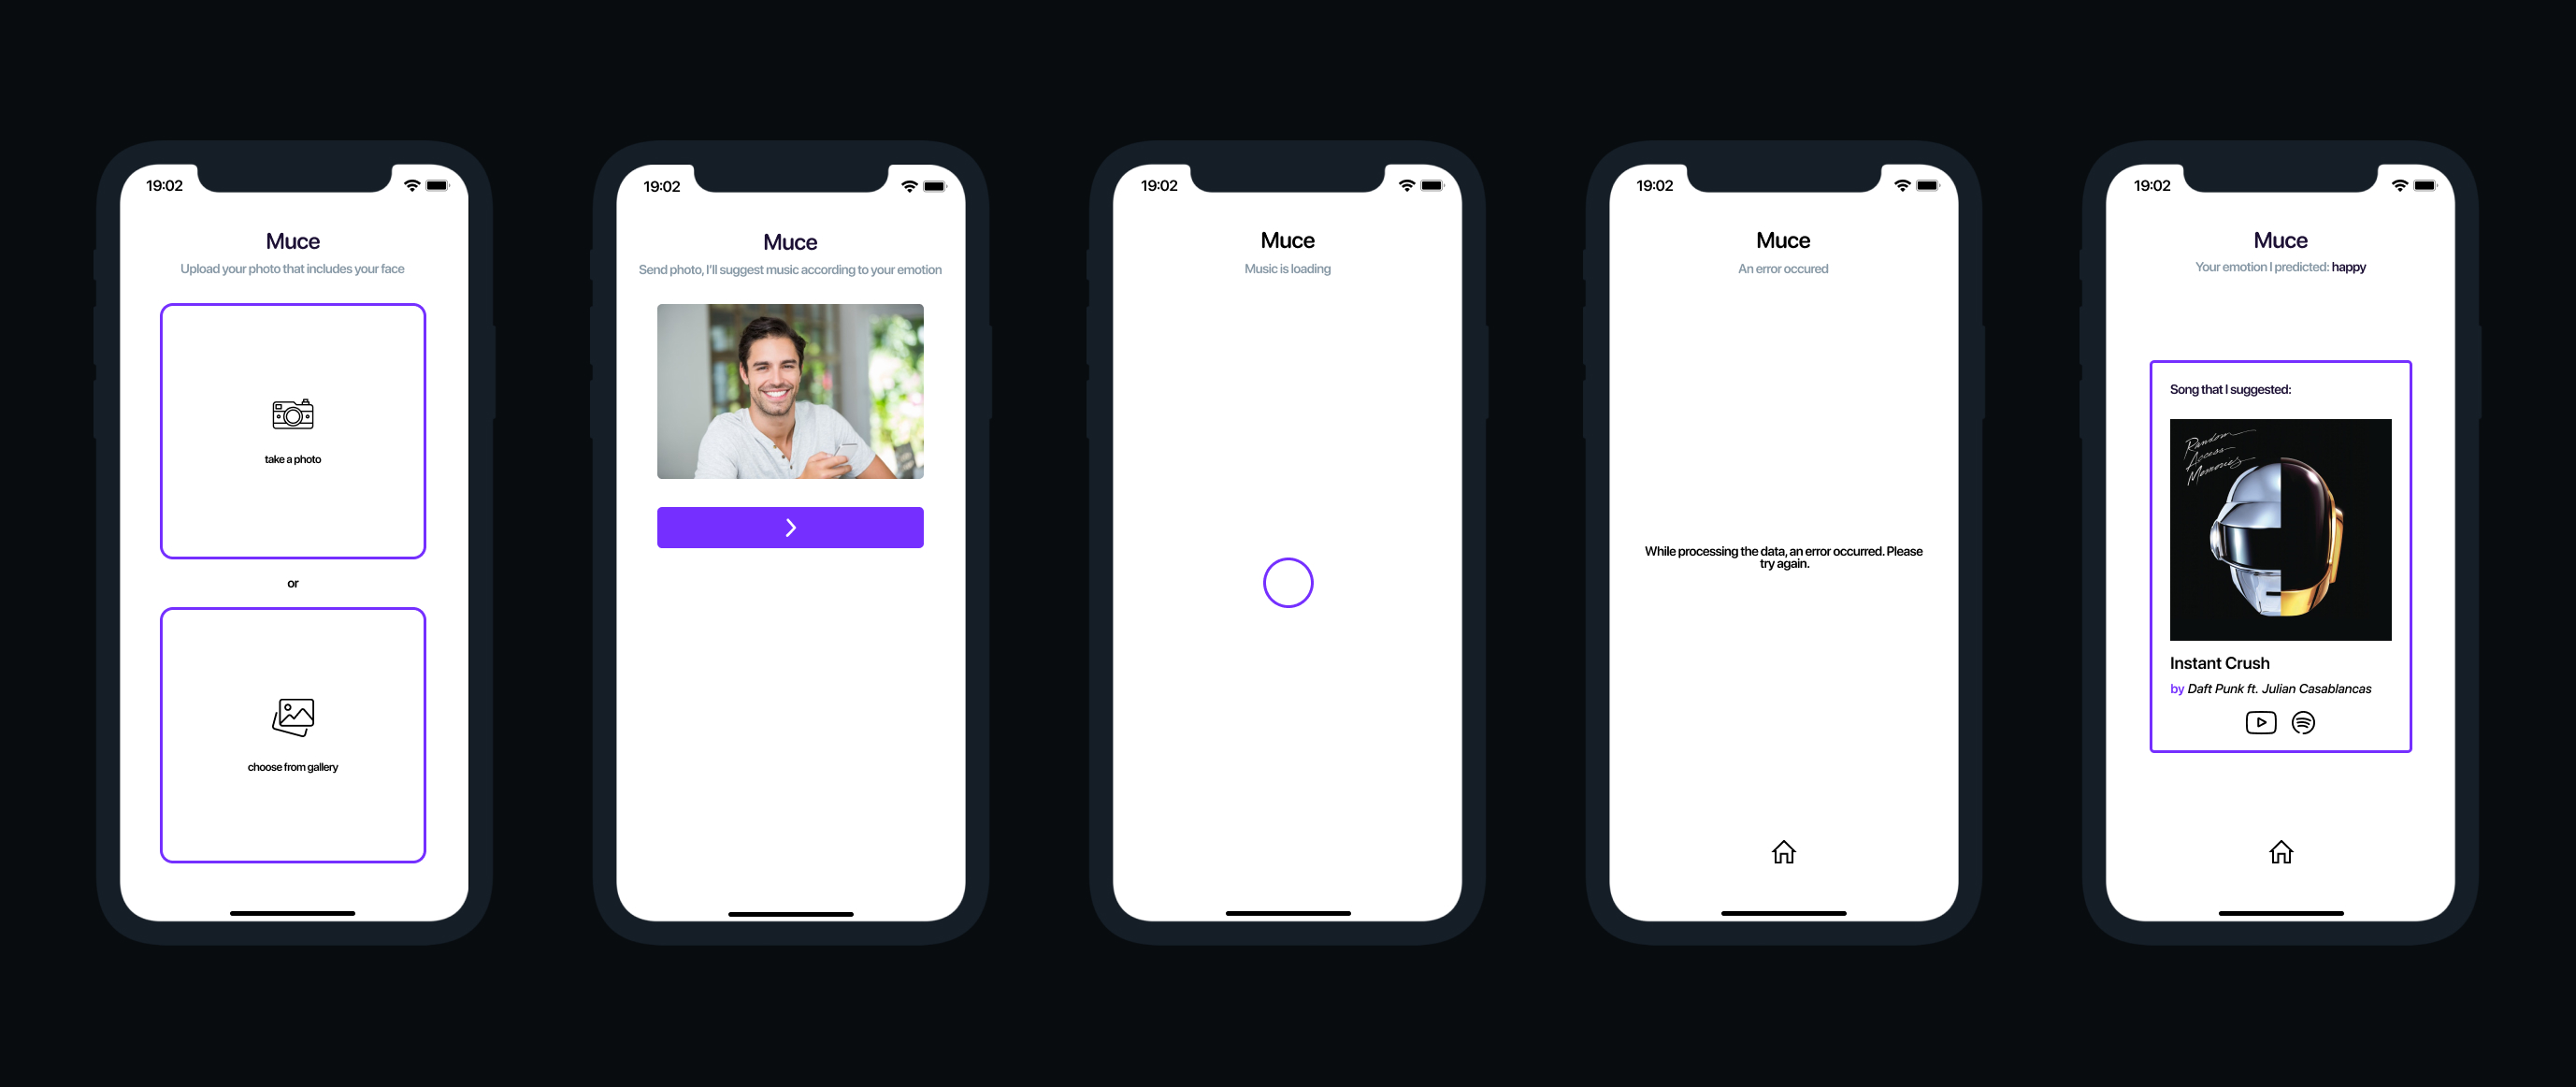 19:02
Muce
Upload your photo that includes your face
take a photo
or
choose from gallery
19:02
Muce
Send photo, I'll suggest music according to your emotion
19:02
Muce
Music is loading
19:02
Muce
An error occured
While processing the data, an error occurred. Please
try again.
19:02
Muce
Your emotion I predicted: happy
Song that I suggested:
Random
Access
Memories
Instant Crush
by Daft Punk ft. Julian Casablancas